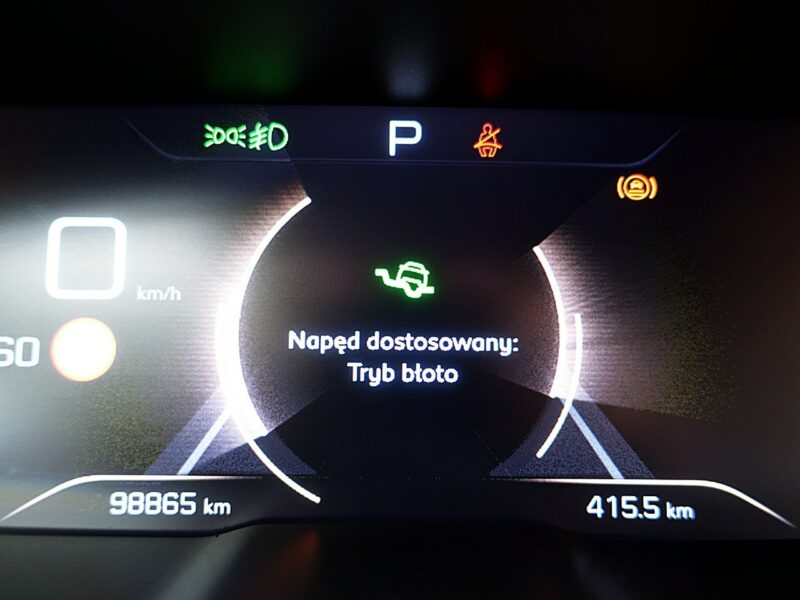 P
0
km/h
60
Napęd dostosowany:
Tryb błoto
98865 km
415.5 km